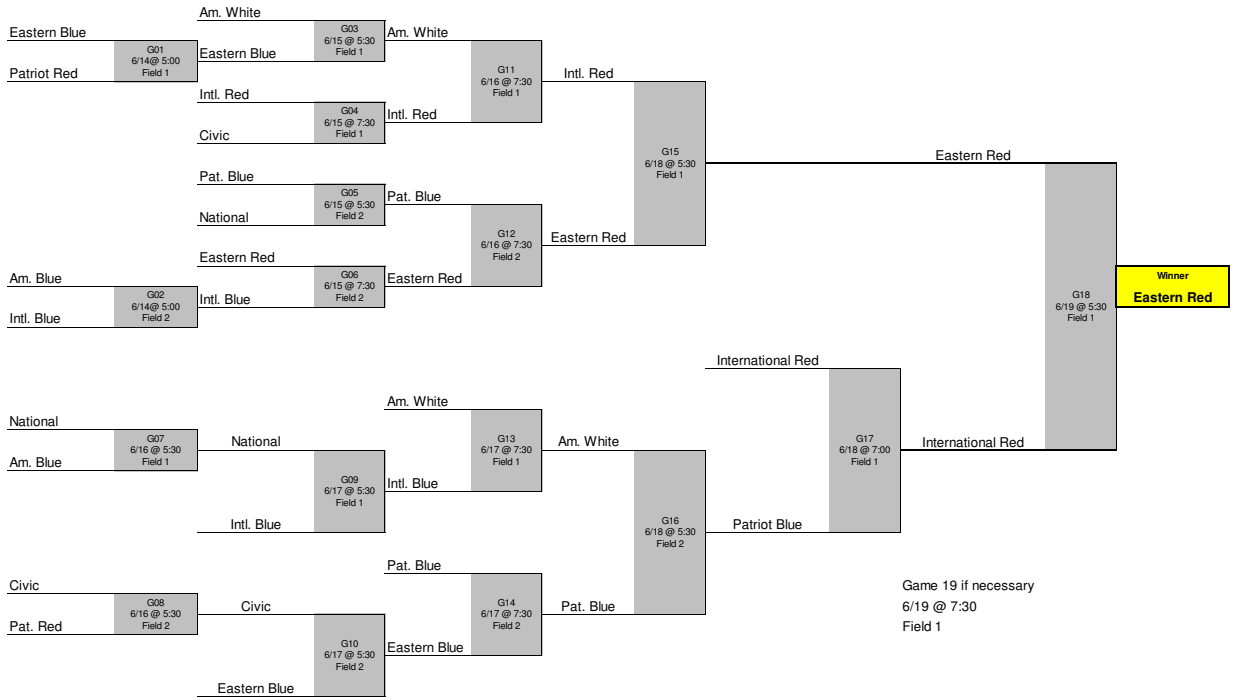 Am. White
Eastern Blue
G01
6/14@ 5:00
Field 1
Patriot Red
G03
6/15 @ 5:30
Field 1
Eastern Blue
Am. White
Intl. Red
G04
6/15 @ 7:30
Field 1
Civic
Intl. Red
G11
6/16 @ 7:30
Field 1
Intl. Red
Pat. Blue
G05
6/15 @ 5:30
Field 2
National
Pat. Blue
Eastern Red
G06
6/15 @ 7:30
Field 2
Am. Blue
G02
6/14@ 5:00
Field 2
Intl. Blue
Intl. Blue
Eastern Red
G12
6/16 @ 7:30
Field 2
Eastern Red
G15
6/18 @ 5:30
Field 1
Eastern Red
G18
6/19 @ 5:30
Field 1
Winner
Eastern Red
International Red
National
G07
6/16 @ 5:30
Field 1
Am. Blue
National
G09
6/17 @ 5:30
Field 1
Intl. Blue
Am. White
G13
6/17 @ 7:30
Field 1
Intl. Blue
Am. White
G16
6/18 @ 5:30
Field 2
Patriot Blue
G17
6/18 @ 7:00
Field 1
International Red
Civic
G08
6/16 @ 5:30
Field 2
Pat. Red
Civic
G10
6/17 @ 5:30
Field 2
Eastern Blue
Pat. Blue
G14
6/17 @ 7:30
Field 2
Eastern Blue
Pat. Blue
Game 19 if necessary
6/19 @ 7:30
Field 1